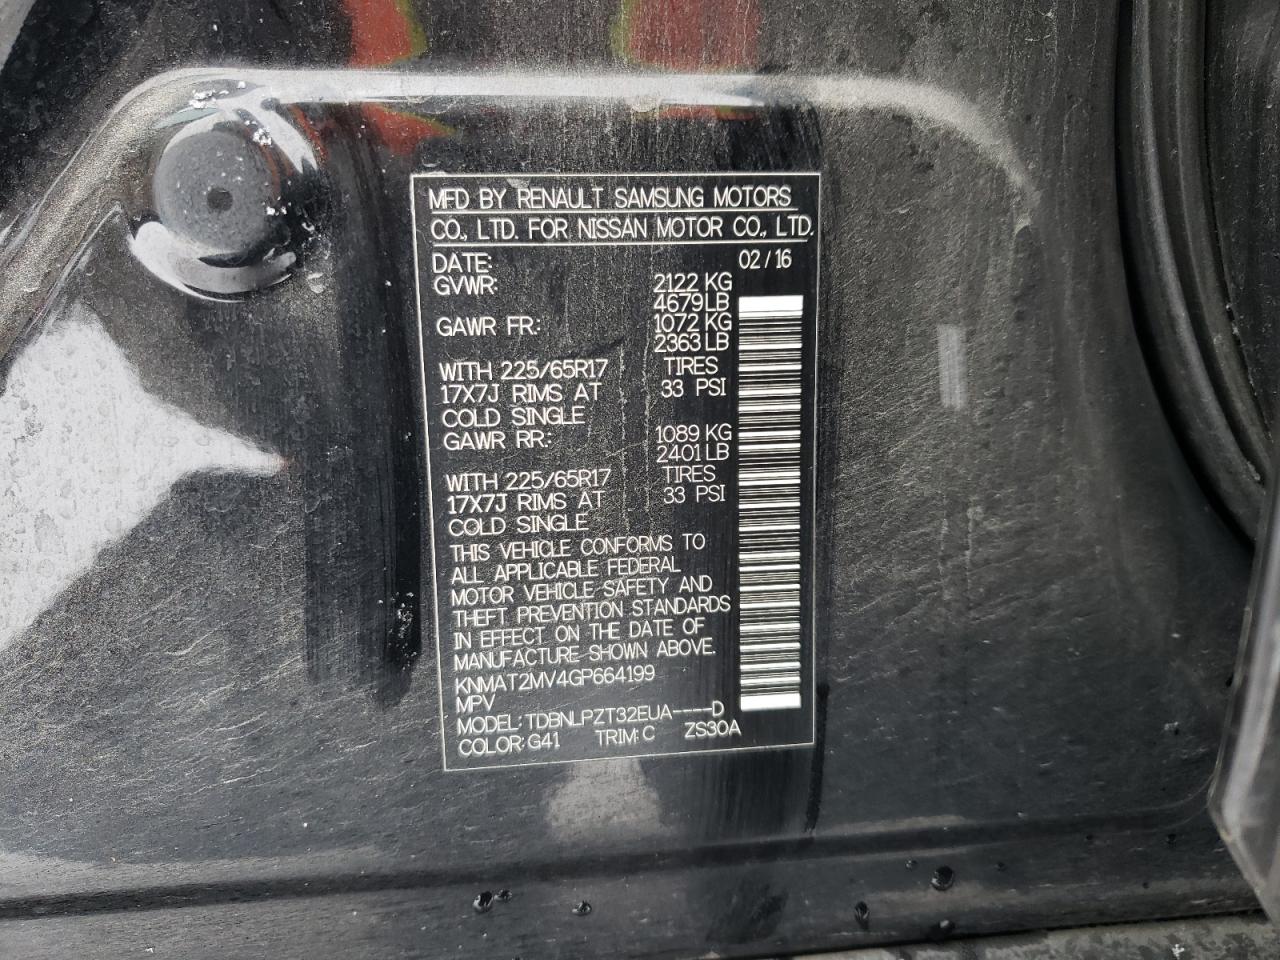 MFD BY RENAULT SAMSUNG MOTORS
CO., LTD. FOR NISSAN MOTOR CO., LTD.
DATE: 02/16
GVWR: 2122 KG
4679 LB
GAWR FR: 1072 KG
2363 LB
WITH 225/65R17 TIRES
17X7J RIMS AT 33 PSI
COLD SINGLE
GAWR RR: 1089 KG
2401 LB
WITH 225/65R17 TIRES
17X7J RIMS AT 33 PSI
COLD SINGLE
THIS VEHICLE CONFORMS TO
ALL APPLICABLE FEDERAL
MOTOR VEHICLE SAFETY AND
THEFT PREVENTION STANDARDS
IN EFFECT ON THE DATE OF
MANUFACTURE SHOWN ABOVE.
KNMAT2MV4GP664199
MPV
MODEL: TDBNLPZT32EUA----D
COLOR: G41 TRIM: C ZS30A